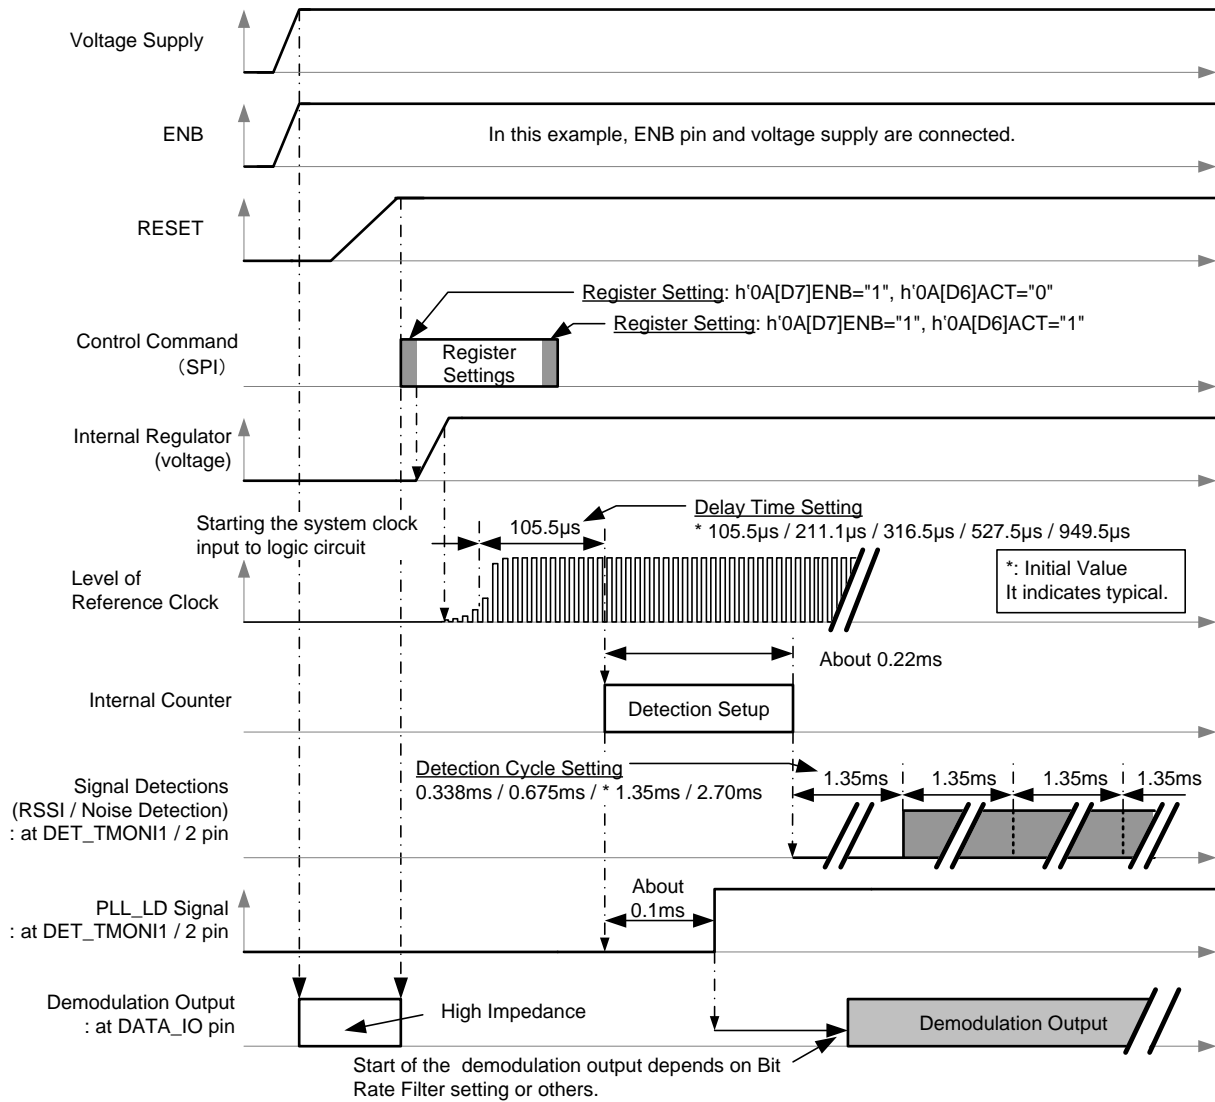 Voltage Supply
ENB
In this example, ENB pin and voltage supply are connected.
RESET
Register Setting: h'0A[D7]ENB="1", h'0A[D6]ACT="0"
Register Setting: h'0A[D7]ENB="1", h'0A[D6]ACT="1"
Control Command
（SPI）
Register
Settings
Internal Regulator
(voltage)
Starting the system clock
input to logic circuit
105.5µs
Delay Time Setting
* 105.5µs / 211.1µs / 316.5µs / 527.5µs / 949.5µs
*: Initial Value
It indicates typical.
Level of
Reference Clock
About 0.22ms
Internal Counter
Detection Setup
Detection Cycle Setting
0.338ms / 0.675ms / * 1.35ms / 2.70ms
1.35ms
1.35ms
1.35ms
1.35ms
Signal Detections
(RSSI / Noise Detection)
: at DET_TMONI1 / 2 pin
About
0.1ms
PLL_LD Signal
: at DET_TMONI1 / 2 pin
Demodulation Output
: at DATA_IO pin
High Impedance
Demodulation Output
Start of the demodulation output depends on Bit
Rate Filter setting or others.